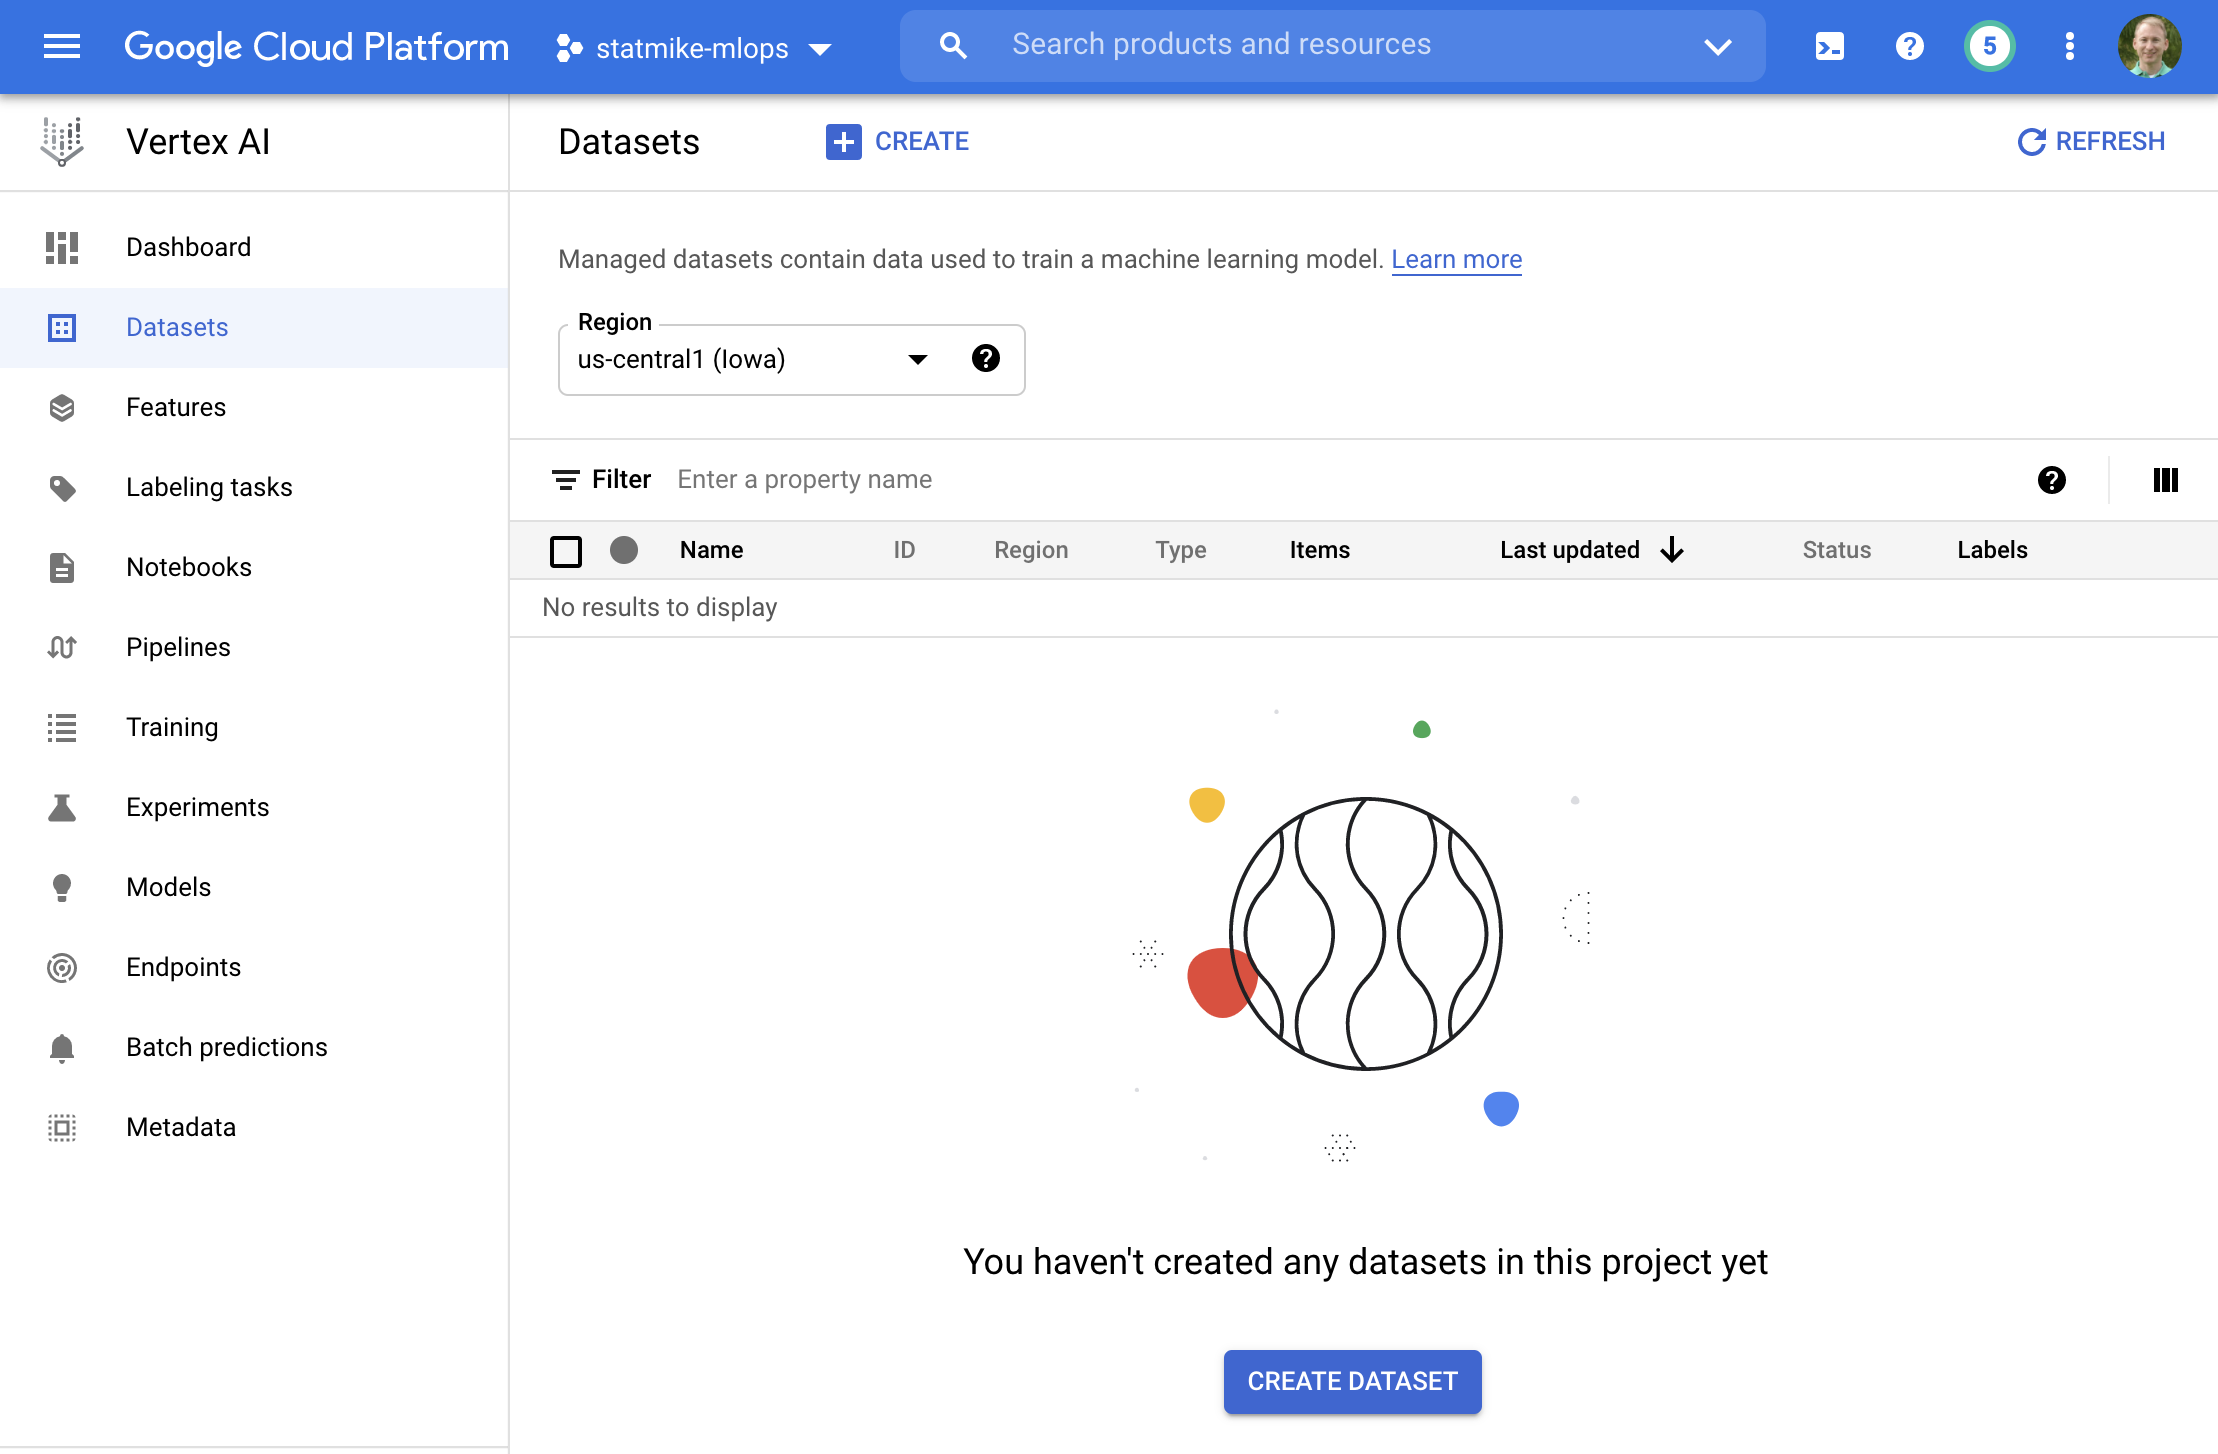 Google Cloud Platform
statmike-mlops
Search products and resources
5
Vertex AI
Datasets
CREATE
REFRESH
Dashboard
Datasets
Features
Labeling tasks
Notebooks
Pipelines
Training
Experiments
Models
Endpoints
Batch predictions
Metadata
Managed datasets contain data used to train a machine learning model. Learn more
Region
us-central1 (Iowa)
Filter Enter a property name
Name ID Region Type Items Last updated Status Labels
No results to display
You haven't created any datasets in this project yet
CREATE DATASET